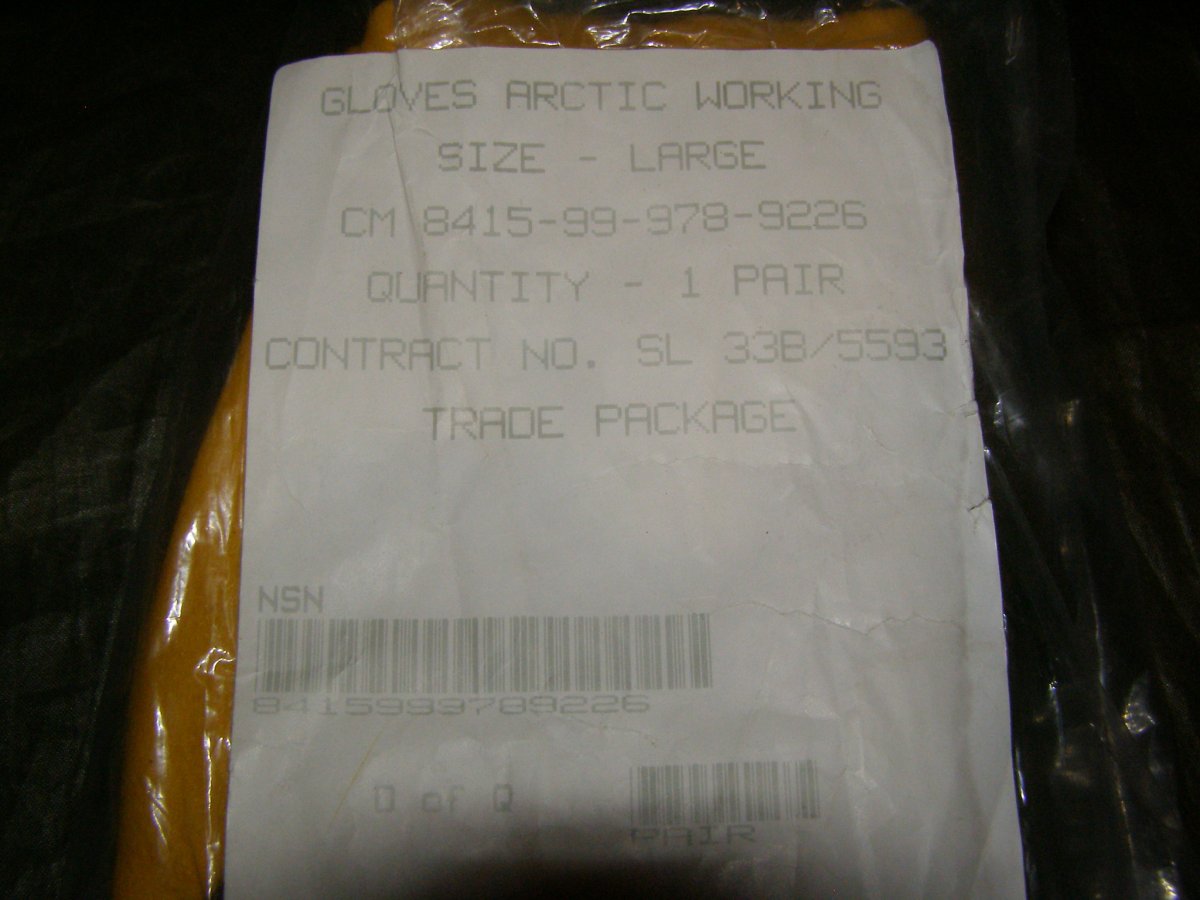 GLOVES ARCTIC WORKING
SIZE - LARGE
CM 8415-99-978-9226
QUANTITY - 1 PAIR
CONTRACT NO. SL 33B/5593
TRADE PACKAGE
NSN
8415999789226
D of Q
PAIR